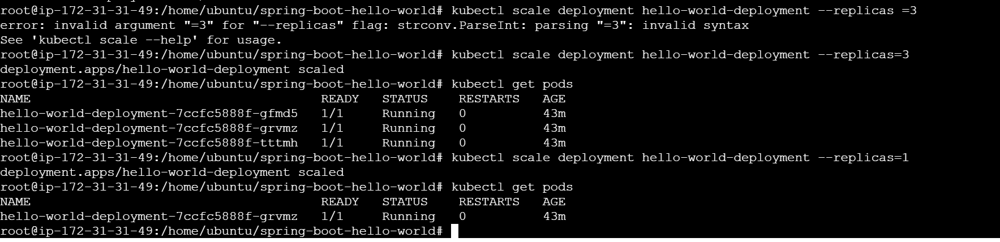 root@ip-172-31-31-49:/home/ubuntu/spring-boot-hello-world# kubectl scale deployment hello-world-deployment --replicas =3
error: invalid argument "=3" for "--replicas" flag: strconv.ParseInt: parsing "=3": invalid syntax
See 'kubectl scale --help' for usage.
root@ip-172-31-31-49:/home/ubuntu/spring-boot-hello-world# kubectl scale deployment hello-world-deployment --replicas=3
deployment.apps/hello-world-deployment scaled
root@ip-172-31-31-49:/home/ubuntu/spring-boot-hello-world# kubectl get pods
NAME                                      READY   STATUS    RESTARTS   AGE
hello-world-deployment-7ccfc5888f-gfmd5   1/1     Running   0          43m
hello-world-deployment-7ccfc5888f-grvmz   1/1     Running   0          43m
hello-world-deployment-7ccfc5888f-tttmh   1/1     Running   0          43m
root@ip-172-31-31-49:/home/ubuntu/spring-boot-hello-world# kubectl scale deployment hello-world-deployment --replicas=1
deployment.apps/hello-world-deployment scaled
root@ip-172-31-31-49:/home/ubuntu/spring-boot-hello-world# kubectl get pods
NAME                                      READY   STATUS    RESTARTS   AGE
hello-world-deployment-7ccfc5888f-grvmz   1/1     Running   0          43m
root@ip-172-31-31-49:/home/ubuntu/spring-boot-hello-world#